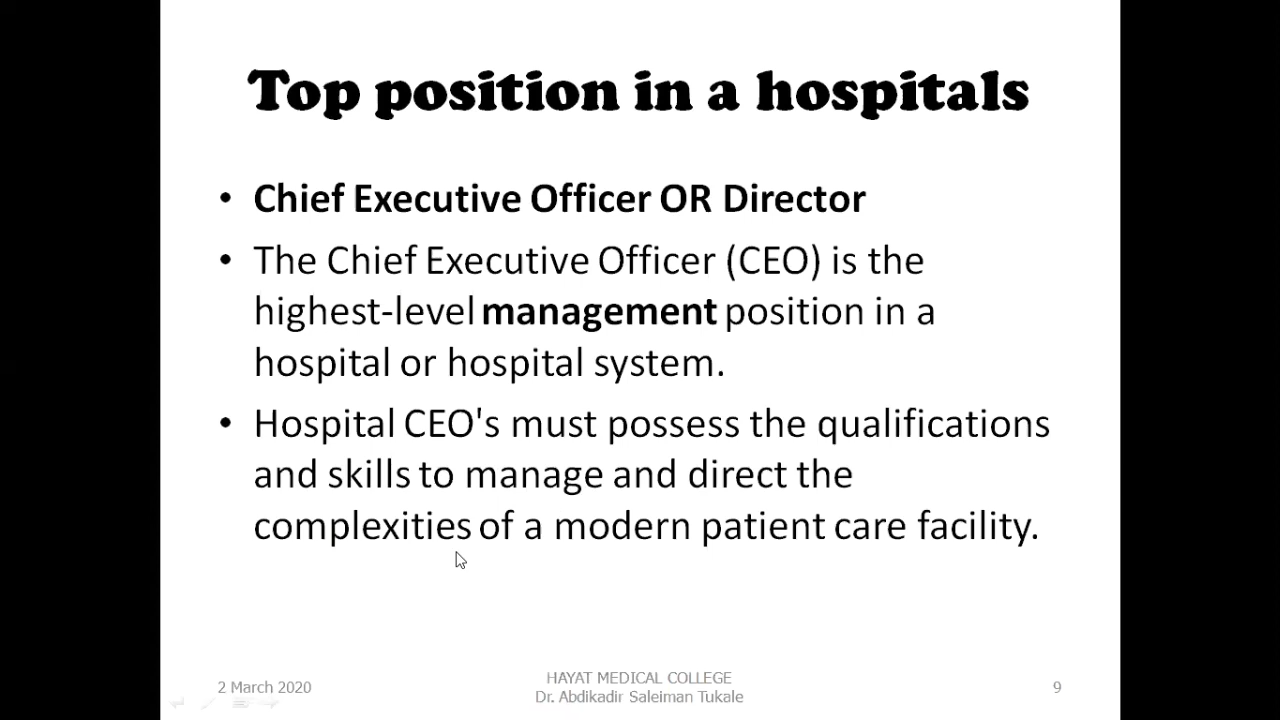 Top position in a hospitals
• Chief Executive Officer OR Director
• The Chief Executive Officer (CEO) is the
highest-level management position in a
hospital or hospital system.
• Hospital CEO's must possess the qualifications
and skills to manage and direct the
complexities of a modern patient care facility.
2 March 2020
HAYAT MEDICAL COLLEGE
Dr. Abdikadir Saleiman Tukale
9